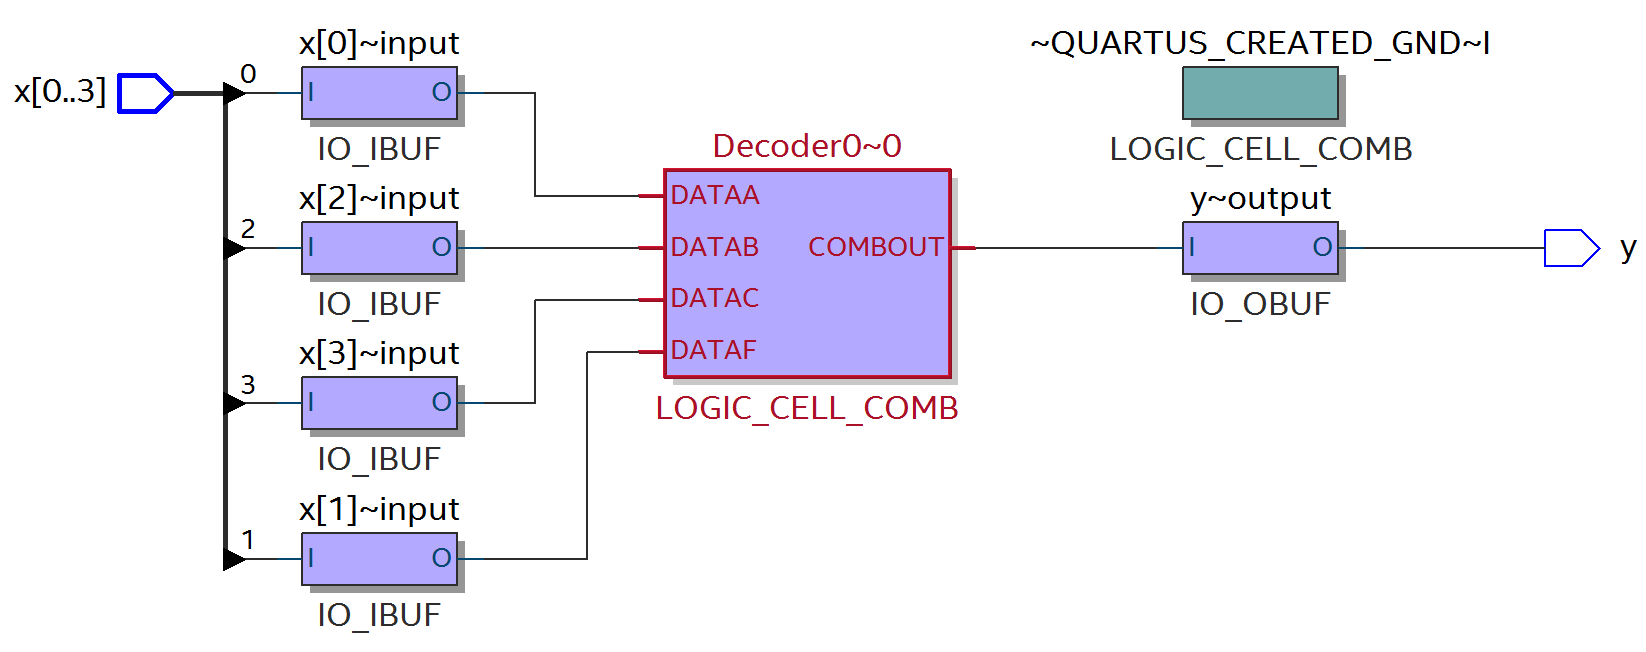 x[0..3]
0
x[0]~input
I
O
IO_IBUF
2
x[2]~input
I
O
IO_IBUF
3
x[3]~input
I
O
IO_IBUF
1
x[1]~input
I
O
IO_IBUF
Decoder0~0
DATAA
DATAB
COMBOUT
DATAC
DATAF
LOGIC_CELL_COMB
~QUARTUS_CREATED_GND~I
LOGIC_CELL_COMB
y~output
I
O
IO_OBUF
y